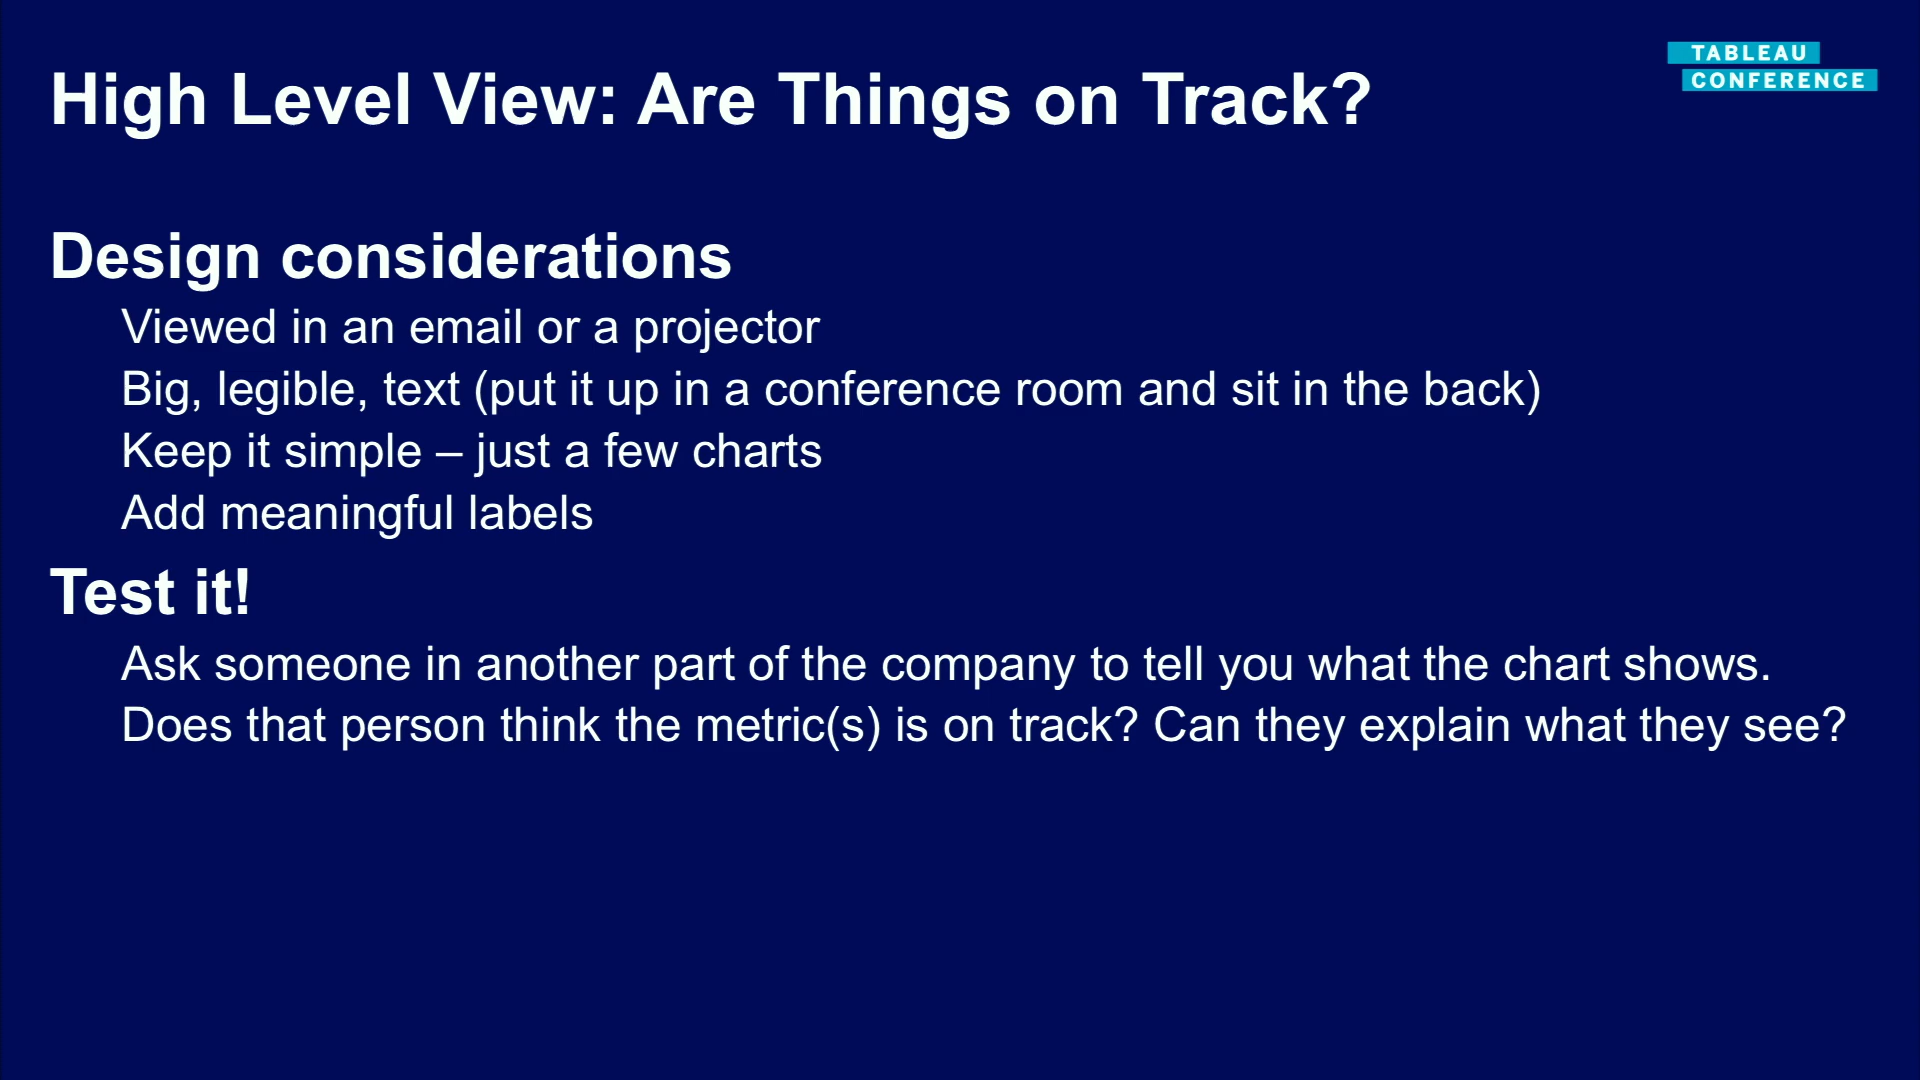 High Level View: Are Things on Track?
TABLEAU
CONFERENCE
Design considerations
Viewed in an email or a projector
Big, legible, text (put it up in a conference room and sit in the back)
Keep it simple – just a few charts
Add meaningful labels
Test it!
Ask someone in another part of the company to tell you what the chart shows.
Does that person think the metric(s) is on track? Can they explain what they see?